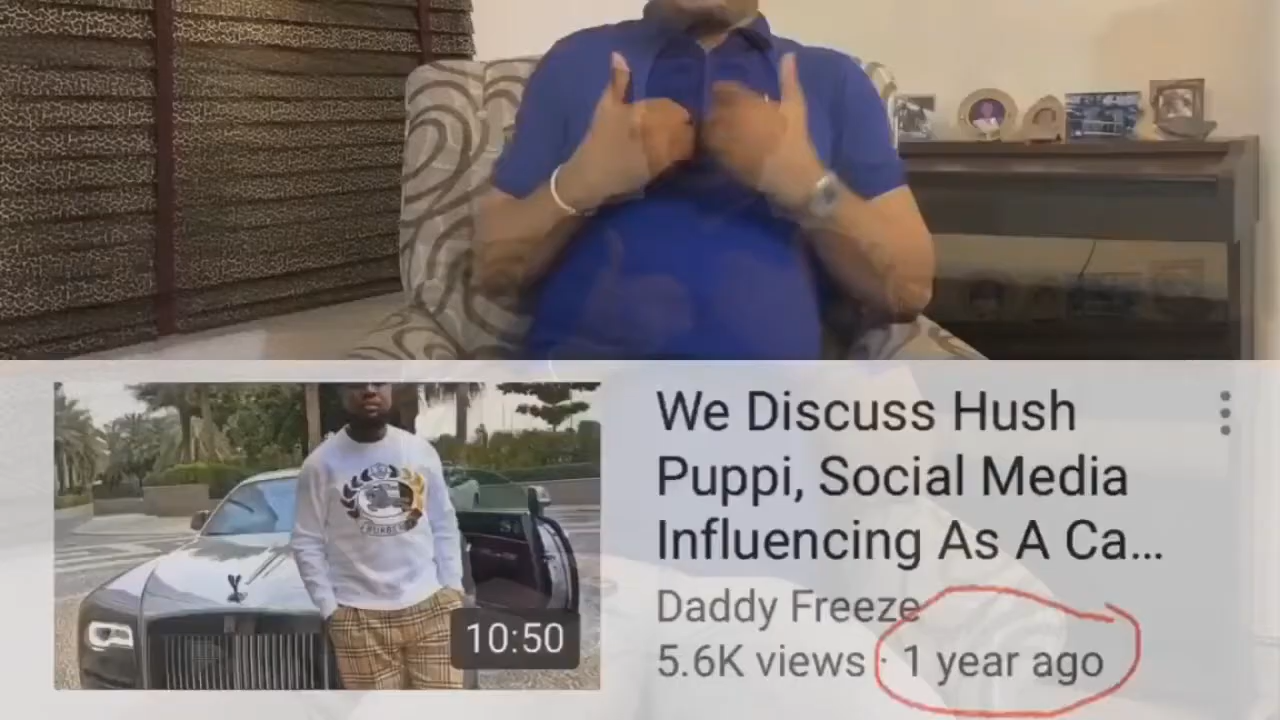 We Discuss Hush
Puppi, Social Media
Influencing As A Ca...
Daddy Freeze
5.6K views · 1 year ago
10:50